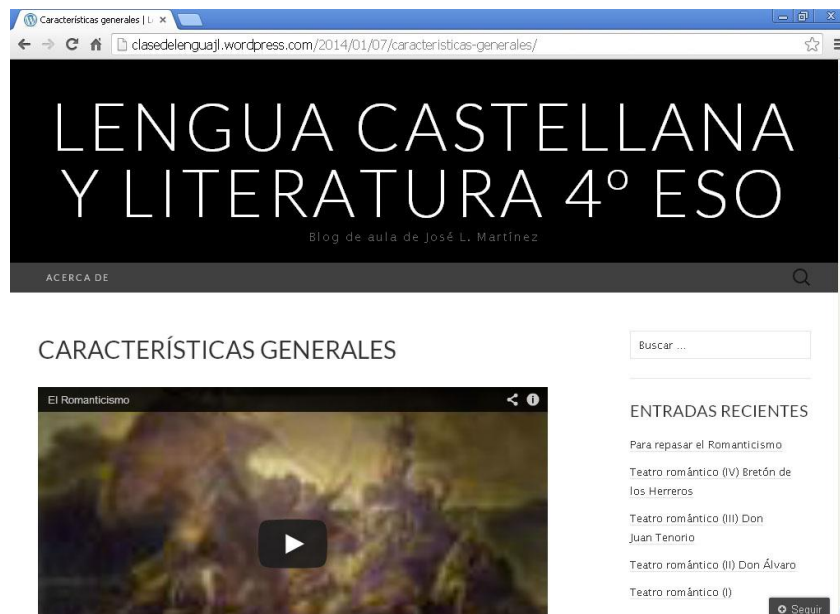 Características generales | L
clasedelenguajl.wordpress.com/2014/01/07/caracteristicas-generales/
LENGUA CASTELLANA
Y LITERATURA 4º ESO
Blog de aula de José L. Martínez
ACERCA DE
CARACTERÍSTICAS GENERALES
El Romanticismo
Buscar ...
ENTRADAS RECIENTES
Para repasar el Romanticismo
Teatro romántico (IV) Bretón de
los Herreros
Teatro romántico (III) Don
Juan Tenorio
Teatro romántico (II) Don Álvaro
Teatro romántico (I)
Seguir